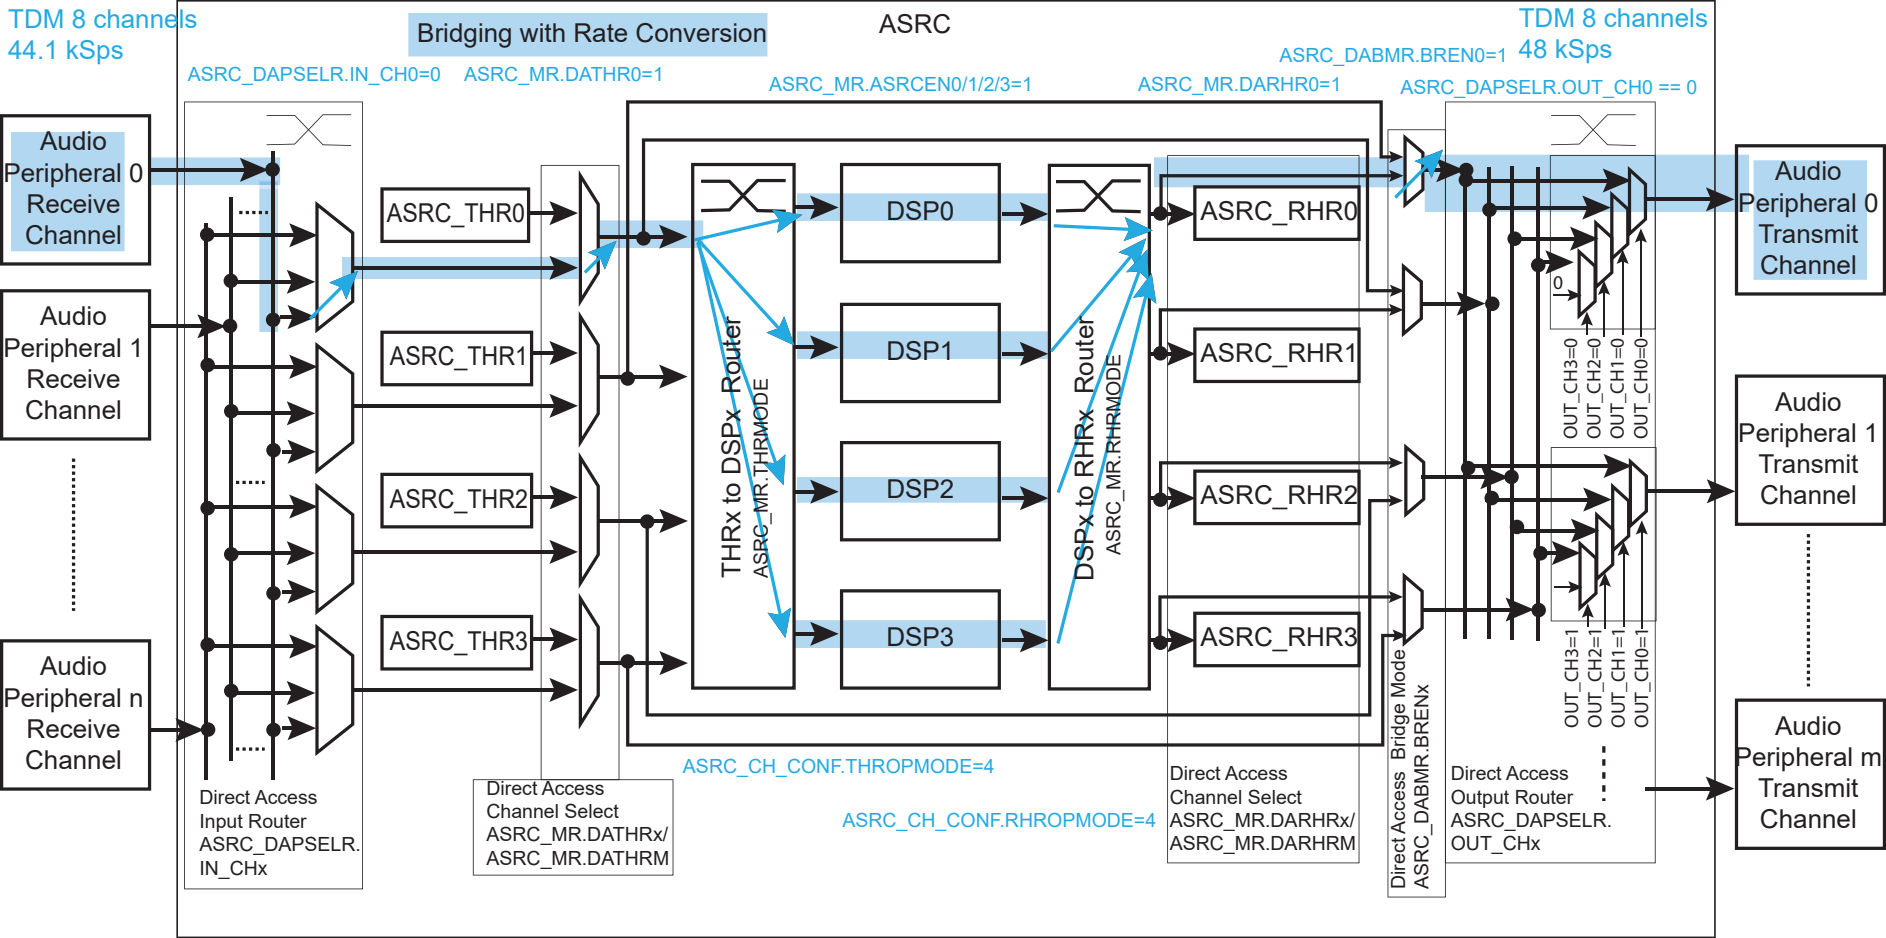 TDM 8 channels
44.1 kSps
Bridging with Rate Conversion
ASRC
TDM 8 channels
48 kSps
ASRC_DAPSELR.IN_CH0=0
ASRC_MR.DATHR0=1
ASRC_MR.ASRCEN0/1/2/3=1
ASRC_MR.DARHR0=1
ASRC_DABMR.BREN0=1
ASRC_DAPSELR.OUT_CH0 == 0
Audio
Peripheral 0
Receive
Channel
Audio
Peripheral 1
Receive
Channel
Audio
Peripheral n
Receive
Channel
Direct Access
Input Router
ASRC_DAPSELR.
IN_CHx
ASRC_THR0
ASRC_THR1
ASRC_THR2
ASRC_THR3
Direct Access
Channel Select
ASRC_MR.DATHRx/
ASRC_MR.DATHRM
THRx to DSPx Router
ASRC_MR.THRMODE
DSP0
DSP1
DSP2
DSP3
DSPx to RHRx Router
ASRC_MR.RHRMODE
ASRC_CH_CONF.THROPMODE=4
ASRC_CH_CONF.RHROPMODE=4
ASRC_RHR0
ASRC_RHR1
ASRC_RHR2
ASRC_RHR3
Direct Access
Channel Select
ASRC_MR.DARHRx/
ASRC_MR.DARHRM
Direct Access Bridge Mode
ASRC_DABMR.BRENx
0
OUT_CH3=0
OUT_CH2=0
OUT_CH1=0
OUT_CH0=0
OUT_CH3=1
OUT_CH2=1
OUT_CH1=1
OUT_CH0=1
Direct Access
Output Router
ASRC_DAPSELR.
OUT_CHx
Audio
Peripheral 0
Transmit
Channel
Audio
Peripheral 1
Transmit
Channel
Audio
Peripheral m
Transmit
Channel